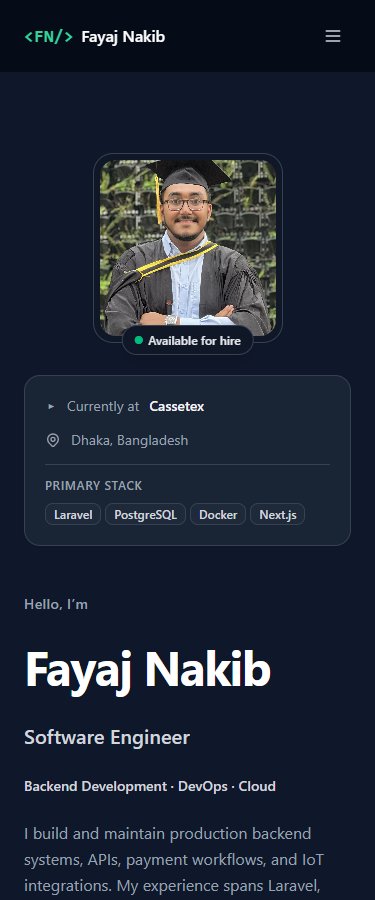 <FN/> Fayaj Nakib
Available for hire
Currently at Cassetex
Dhaka, Bangladesh
PRIMARY STACK
Laravel PostgreSQL Docker Next.js
Hello, I'm
Fayaj Nakib
Software Engineer
Backend Development · DevOps · Cloud
I build and maintain production backend
systems, APIs, payment workflows, and IoT
integrations. My experience spans Laravel,